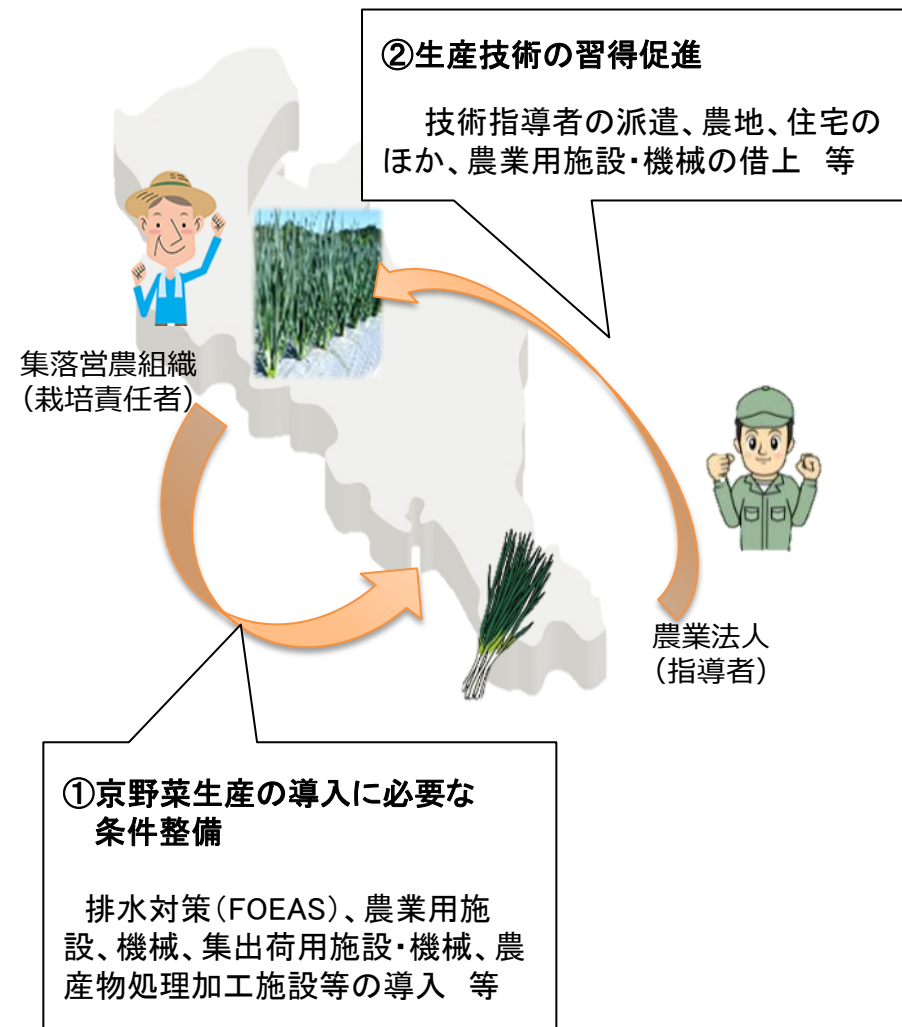 ②生産技術の習得促進
技術指導者の派遣、農地、住宅の
ほか、農業用施設・機械の借上　等
集落営農組織
（栽培責任者）
農業法人
（指導者）
①京野菜生産の導入に必要な
条件整備
排水対策（FOEAS）、農業用施
設、機械、集出荷用施設・機械、農
産物処理加工施設等の導入　等